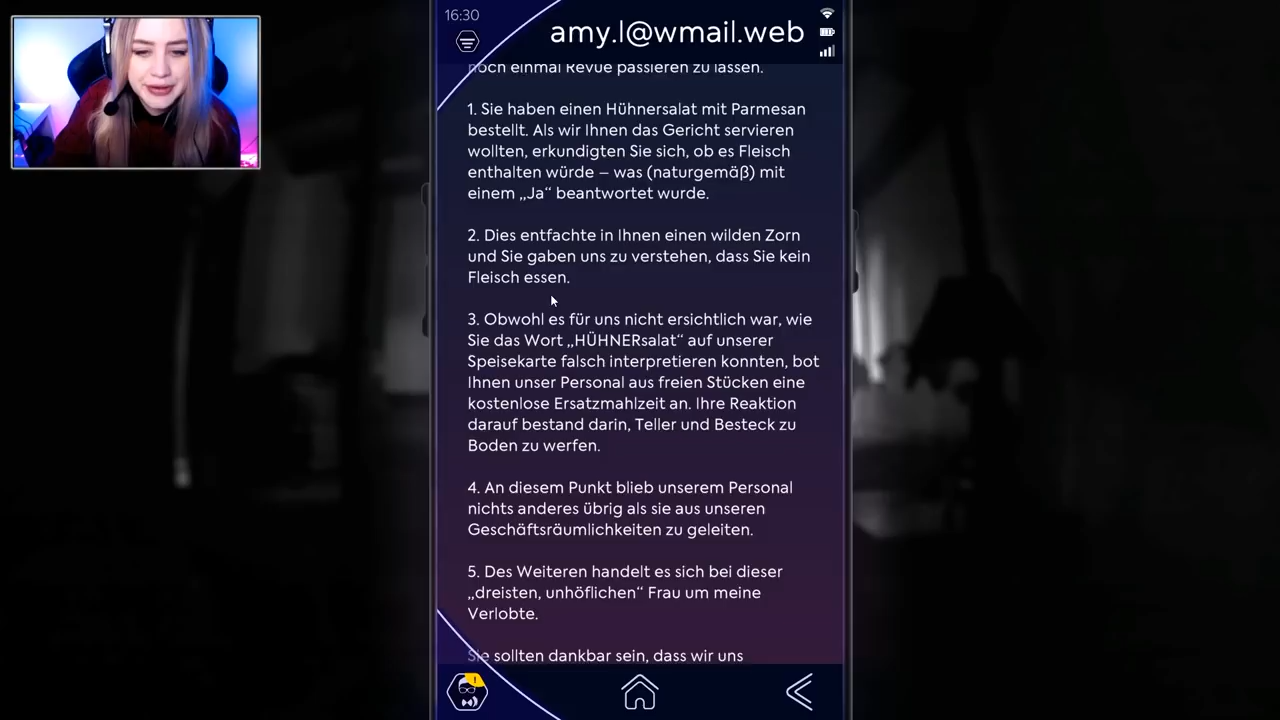 16:30
amy.l@wmail.web
noch einmal Revue passieren zu lassen.
1. Sie haben einen Hühnersalat mit Parmesan
bestellt. Als wir Ihnen das Gericht servieren
wollten, erkundigten Sie sich, ob es Fleisch
enthalten würde – was (naturgemäß) mit
einem „Ja“ beantwortet wurde.
2. Dies entfachte in Ihnen einen wilden Zorn
und Sie gaben uns zu verstehen, dass Sie kein
Fleisch essen.
3. Obwohl es für uns nicht ersichtlich war, wie
Sie das Wort „HÜHNERsalat“ auf unserer
Speisekarte falsch interpretieren konnten, bot
Ihnen unser Personal aus freien Stücken eine
kostenlose Ersatzmahlzeit an. Ihre Reaktion
darauf bestand darin, Teller und Besteck zu
Boden zu werfen.
4. An diesem Punkt blieb unserem Personal
nichts anderes übrig als sie aus unseren
Geschäftsräumlichkeiten zu geleiten.
5. Des Weiteren handelt es sich bei dieser
„dreisten, unhöflichen“ Frau um meine
Verlobte.
Sie sollten dankbar sein, dass wir uns